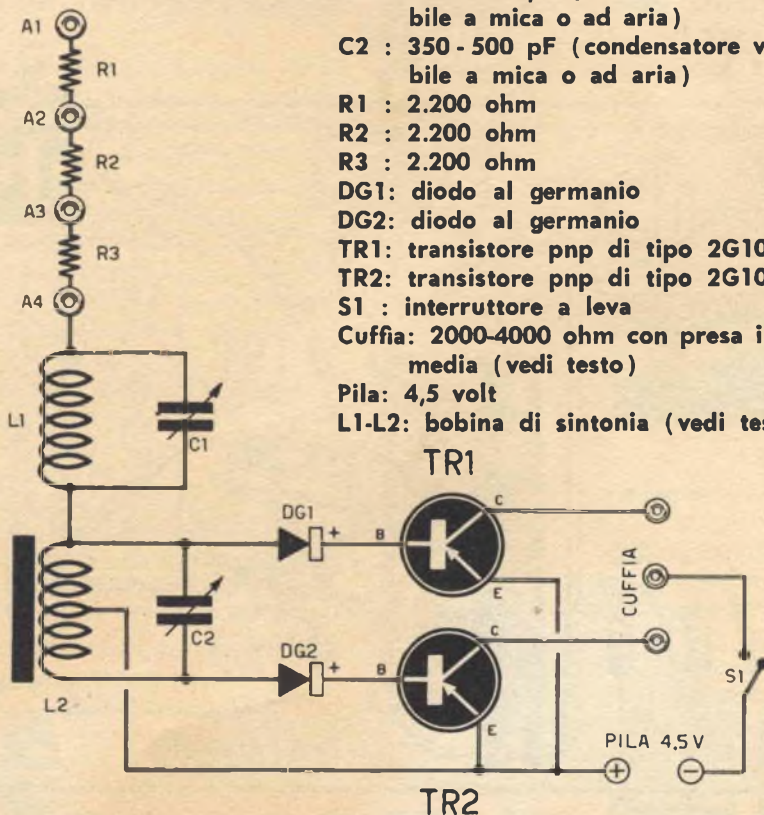 bile a mica o ad aria)
C2 : 350 - 500 pF (condensatore v
bile a mica o ad aria)
R1 : 2.200 ohm
R2 : 2.200 ohm
R3 : 2.200 ohm
DG1: diodo al germanio
DG2: diodo al germanio
TR1: transistore pnp di tipo 2G10
TR2: transistore pnp di tipo 2G10
S1 : interruttore a leva
Cuffia: 2000-4000 ohm con presa i
media (vedi testo)
Pila: 4,5 volt
L1-L2: bobina di sintonia (vedi tes
A1
R1
A2
R2
A3
R3
A4
L1
C1
TR1
DG1
+
B
C
E
CUFFIA
C2
DG2
+
B
C
E
S1
L2
PILA 4,5 V
+
−
TR2